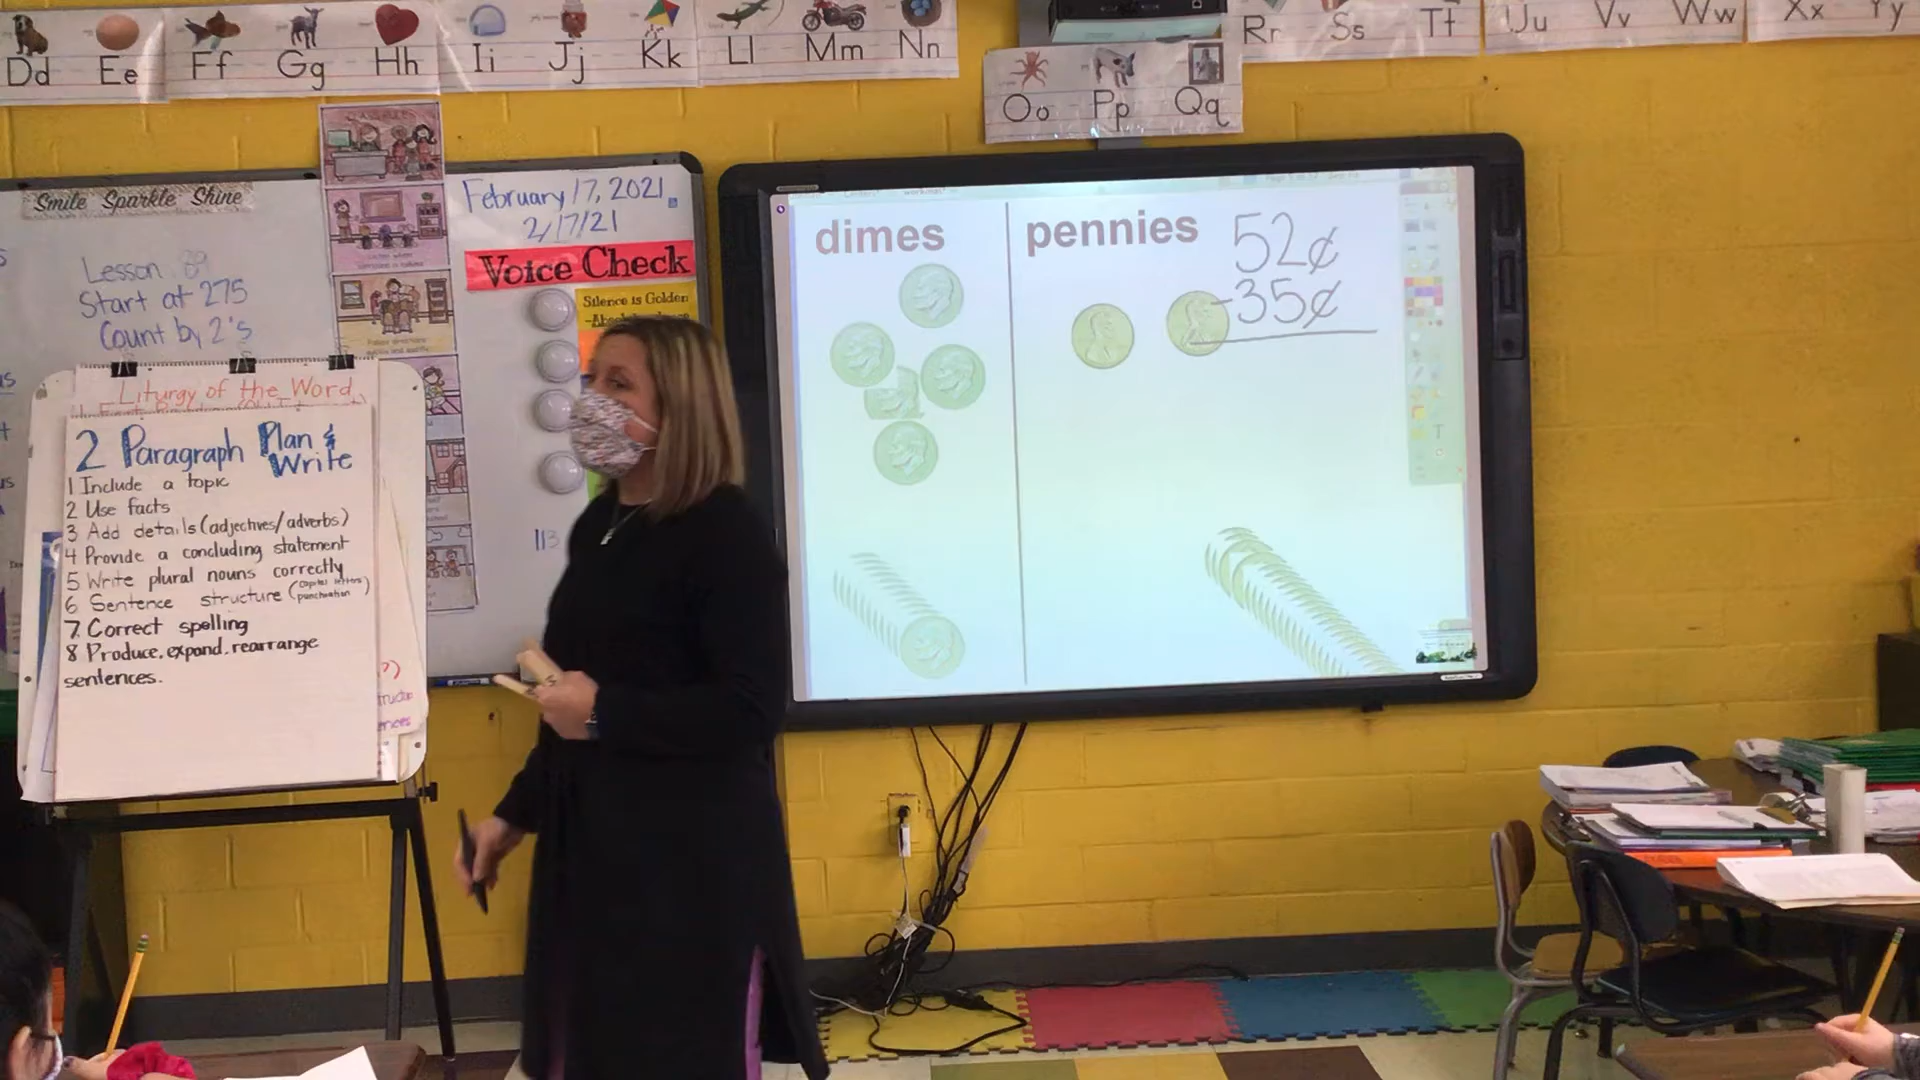 Dd Ee Ff Gg Hh Ii Jj Kk Ll Mm Nn
Oo Pp Qq
Rr Ss Tt Uu Vv Ww Xx Yy
Smile Sparkle Shine
Lesson 89
Start at 275
Count by 2's
February 17, 2021
2/17/21
Voice Check
Silence is Golden
113
Liturgy of the Word
2 Paragraph Plan &
Write
1 Include a topic
2 Use facts
3 Add details (adjectives/adverbs)
4 Provide a concluding statement
5 Write plural nouns correctly
6 Sentence structure (capital letters
punctuation)
7. Correct spelling
8 Produce, expand, rearrange
sentences.
dimes
pennies
52¢
-35¢